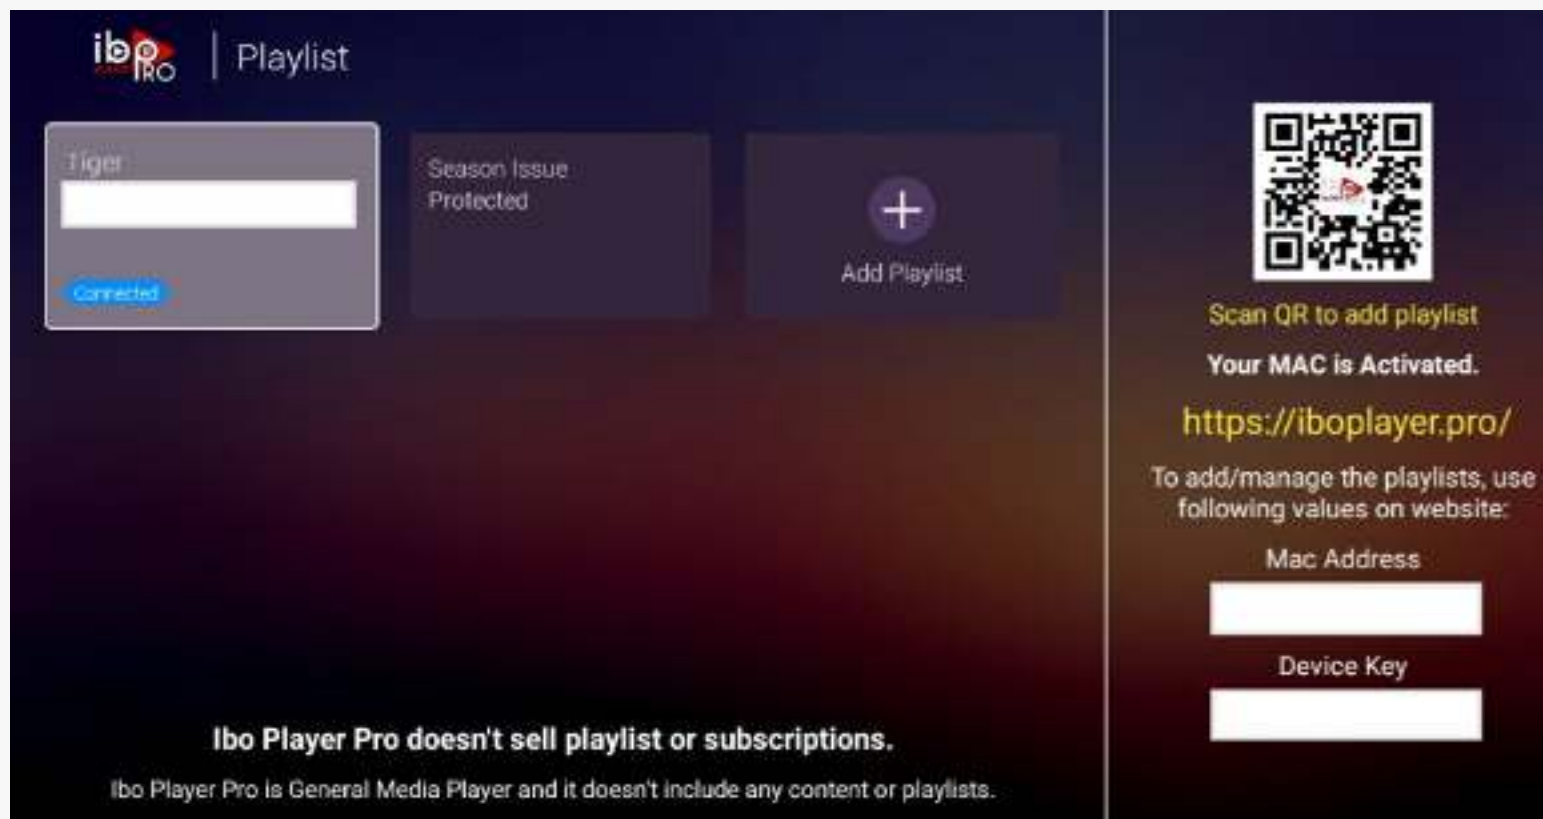 ibo PRO
Playlist
Tiger
Connected
Season Issue
Protected
Add Playlist
Ibo Player Pro doesn't sell playlist or subscriptions.
Ibo Player Pro is General Media Player and it doesn't include any content or playlists.
Scan QR to add playlist
Your MAC is Activated.
https://iboplayer.pro/
To add/manage the playlists, use
following values on website:
Mac Address
Device Key